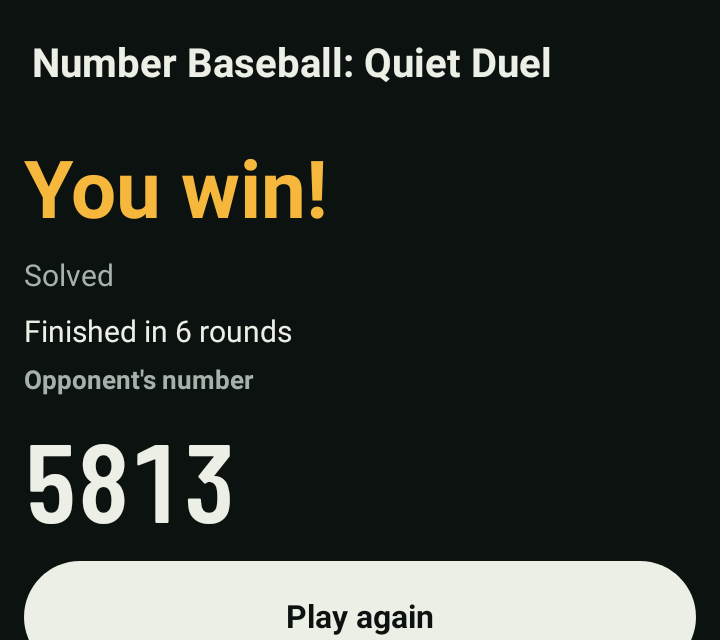 Number Baseball: Quiet Duel
You win!
Solved
Finished in 6 rounds
Opponent's number
5813
Play again